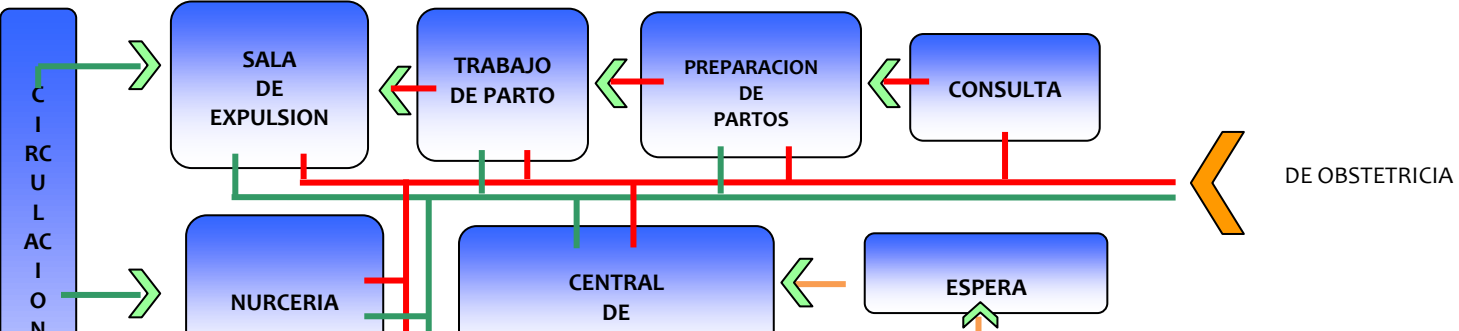 C
I
RC
U
L
AC
I
O
N
SALA
DE
EXPULSION
TRABAJO
DE PARTO
PREPARACION
DE
PARTOS
CONSULTA
DE OBSTETRICIA
NURCERIA
CENTRAL
DE
ESPERA